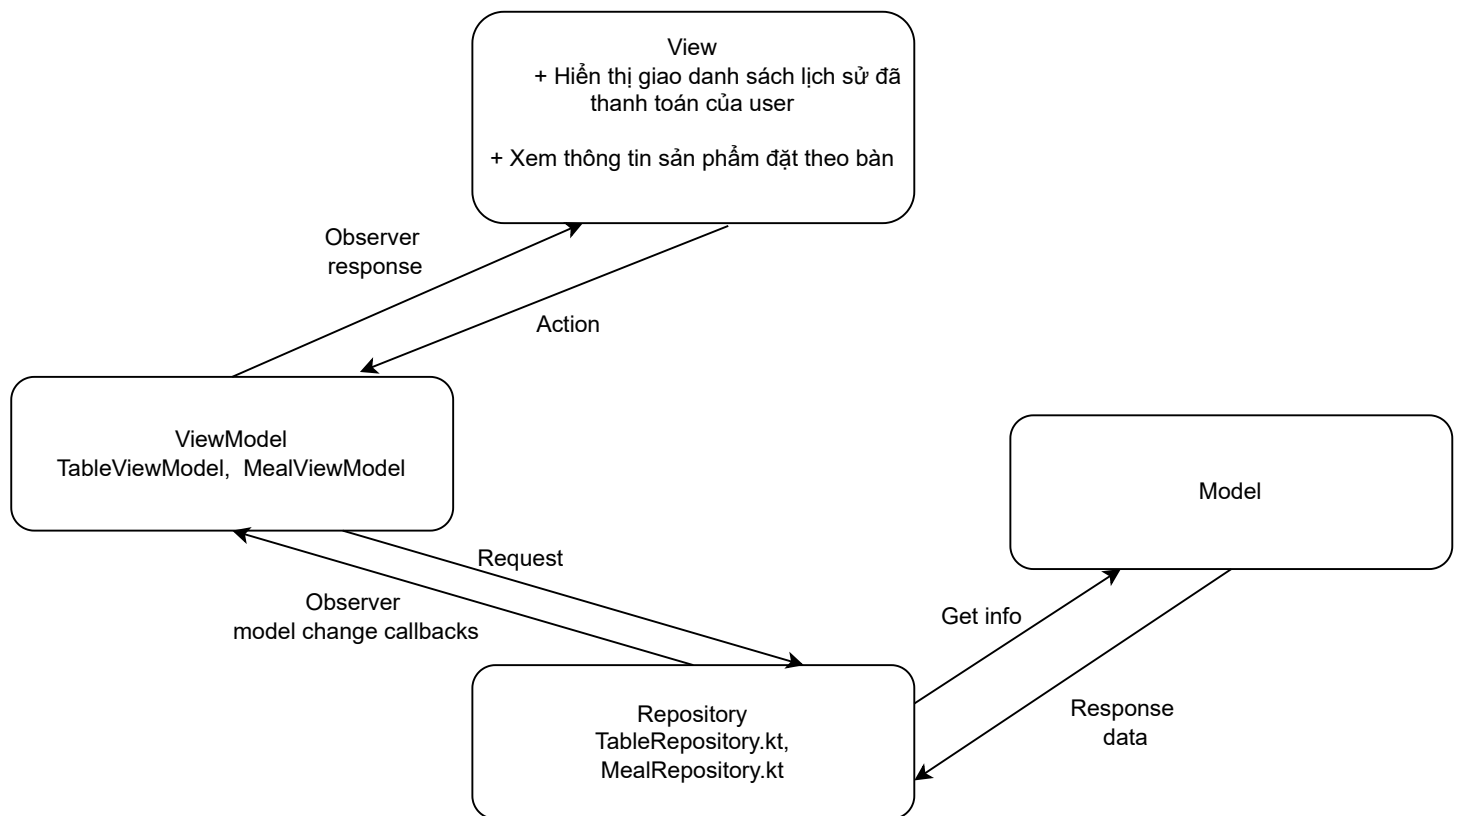 View
+ Hiển thị giao danh sách lịch sử đã
thanh toán của user
+ Xem thông tin sản phẩm đặt theo bàn
Observer
response
Action
ViewModel
TableViewModel,  MealViewModel
Model
Request
Observer
model change callbacks
Get info
Response
data
Repository
TableRepository.kt,
MealRepository.kt